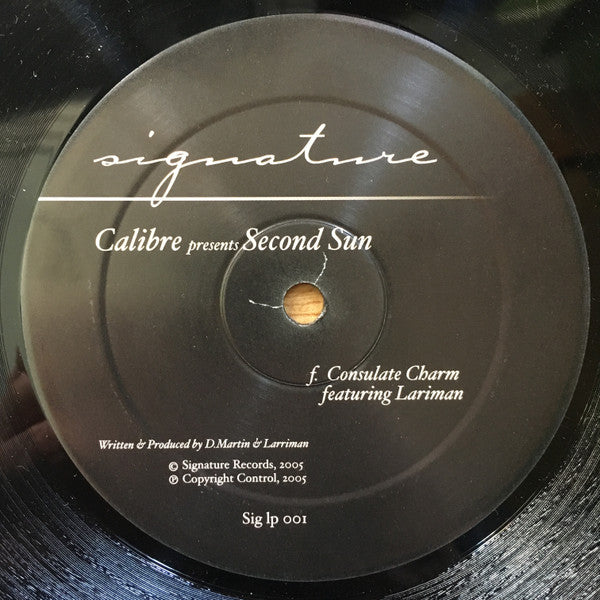 signature
Calibre presents Second Sun
f. Consulate Charm
featuring Lariman
Written & Produced by D.Martin & Larriman
© Signature Records, 2005
℗ Copyright Control, 2005
Sig lp 001